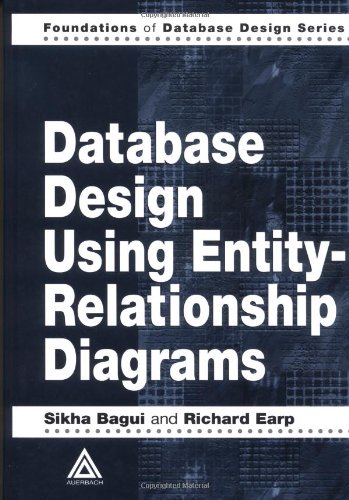 Foundations of Database Design Series
Database
Design
Using Entity-
Relationship
Diagrams
Sikha Bagui and Richard Earp
AUERBACH